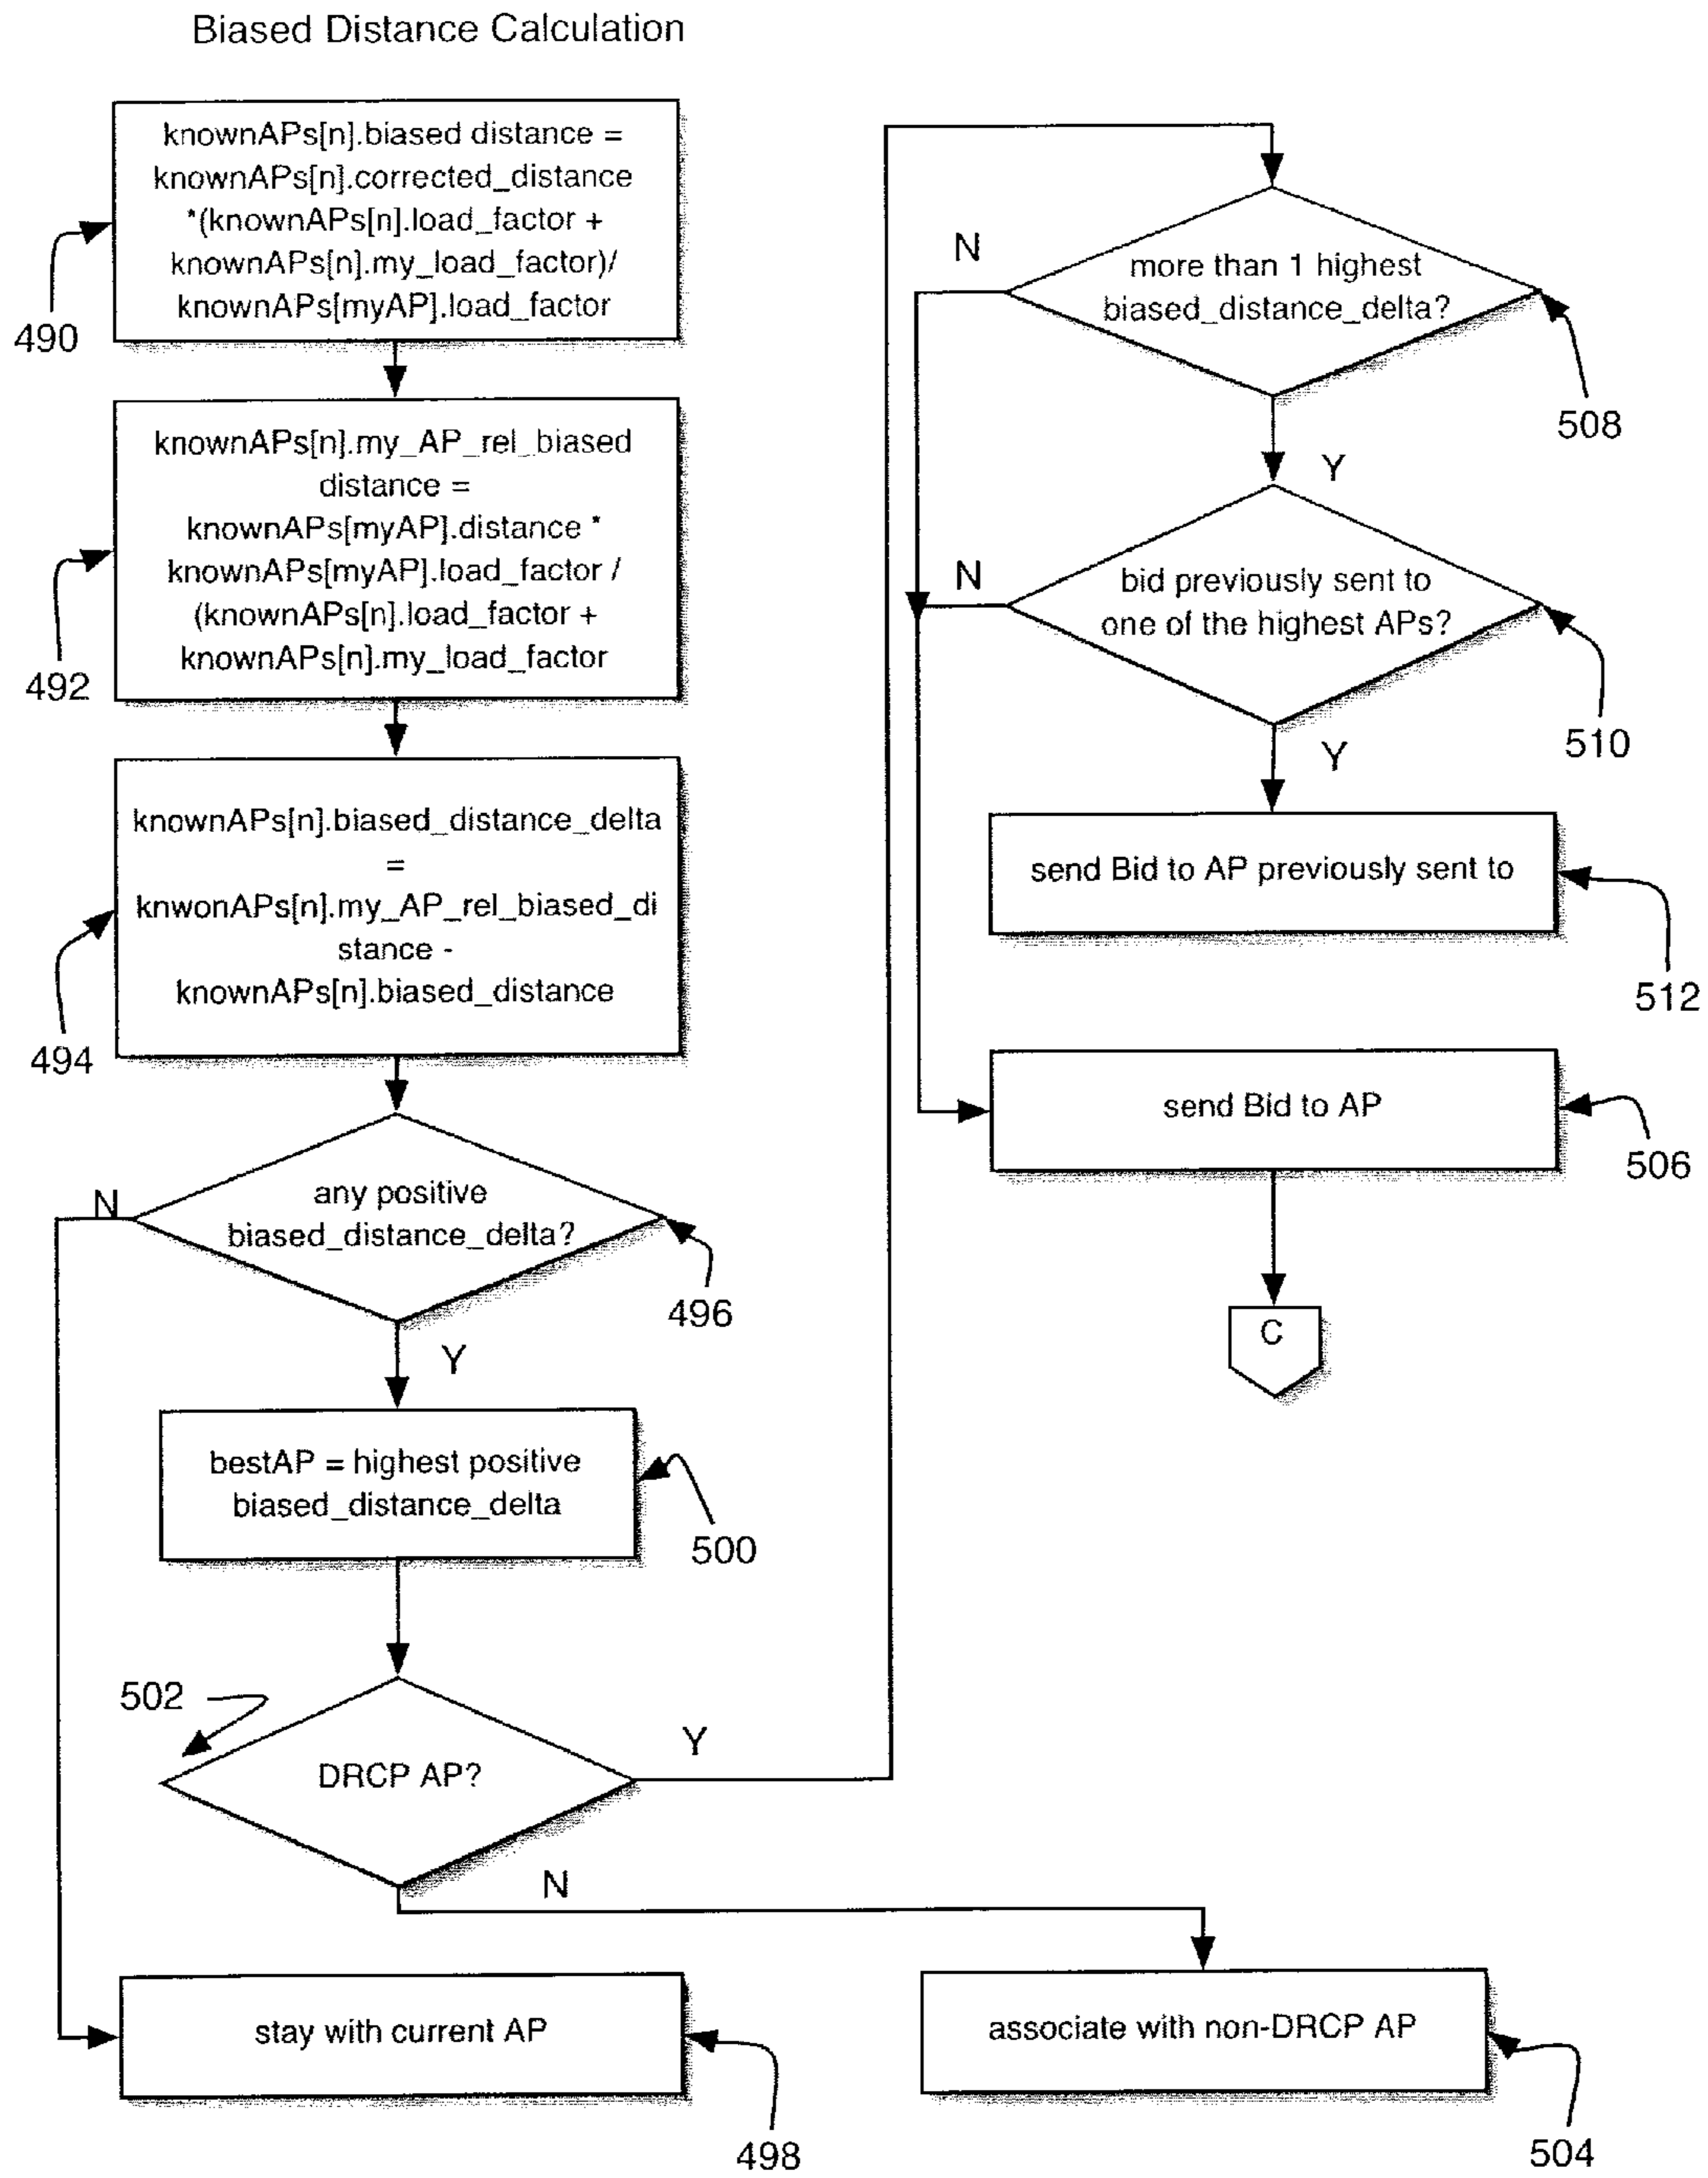 Biased Distance Calculation
knownAPs[n].biased distance =
knownAPs[n].corrected_distance
*(knownAPs[n].load_factor +
knownAPs[n].my_load_factor)/
knownAPs[myAP].load_factor
490
knownAPs[n].my_AP_rel_biased
distance =
knownAPs[myAP].distance *
knownAPs[myAP].load_factor /
(knownAPs[n].load_factor +
knownAPs[n].my_load_factor
492
knownAPs[n].biased_distance_delta
=
knwonAPs[n].my_AP_rel_biased_di
stance -
knownAPs[n].biased_distance
494
N
any positive
biased_distance_delta?
496
Y
bestAP = highest positive
biased_distance_delta
500
502
DRCP AP?
Y
N
stay with current AP
498
associate with non-DRCP AP
504
N
more than 1 highest
biased_distance_delta?
508
Y
N
bid previously sent to
one of the highest APs?
510
Y
send Bid to AP previously sent to
512
send Bid to AP
506
C